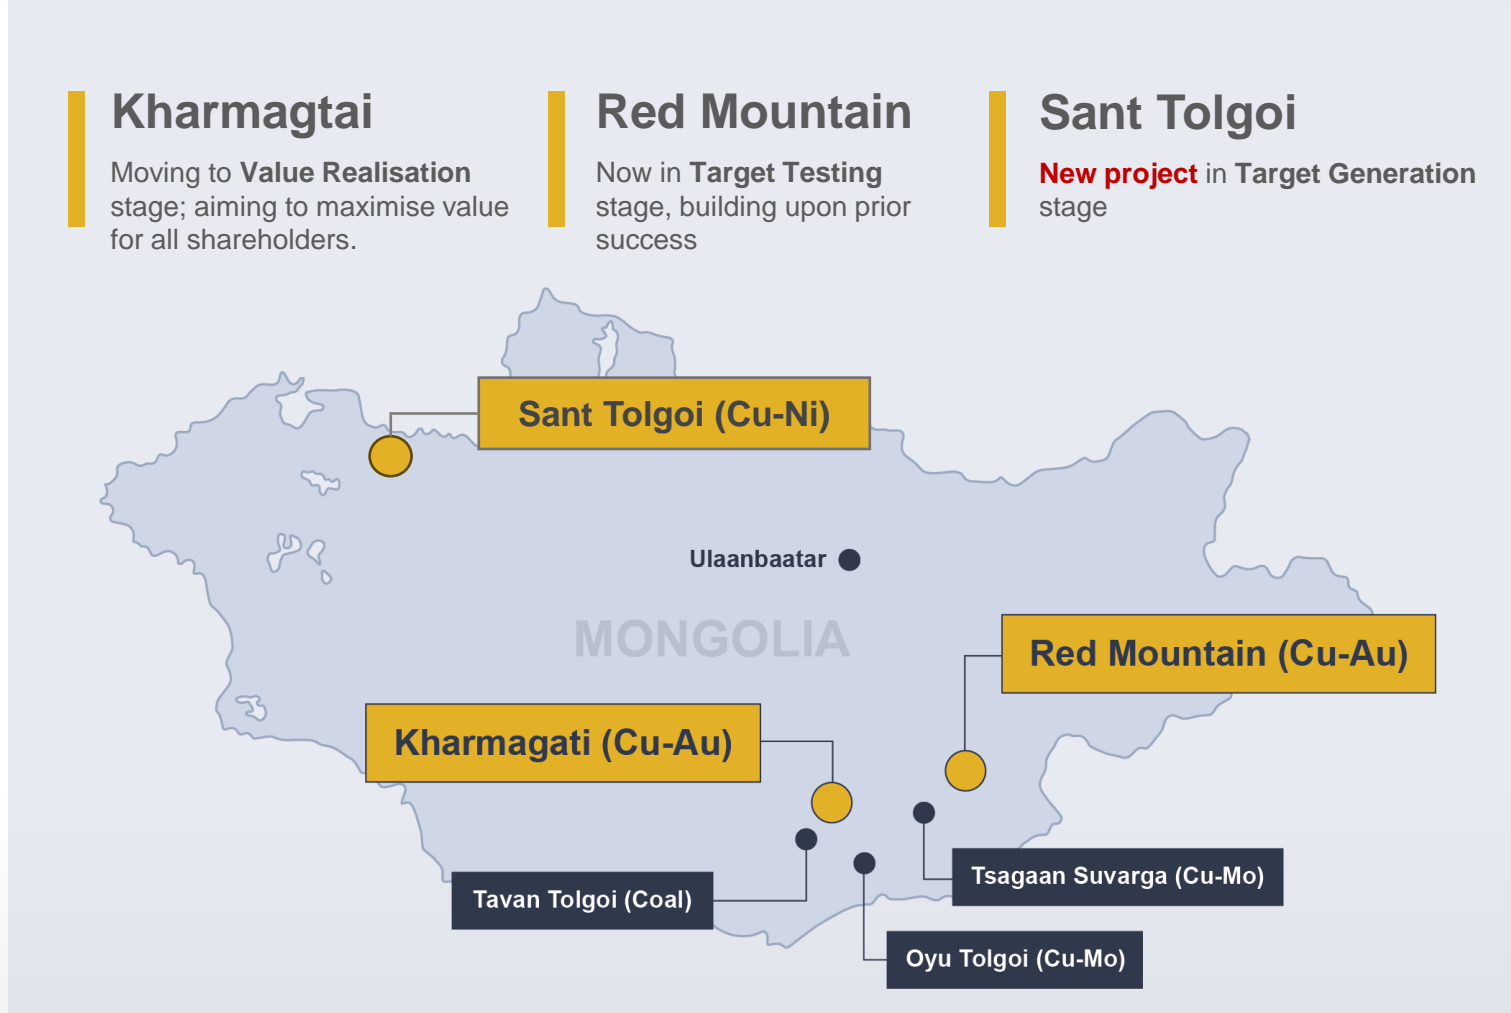 Kharmagtai
Moving to Value Realisation
stage; aiming to maximise value
for all shareholders.
Red Mountain
Now in Target Testing
stage, building upon prior
success
Sant Tolgoi
New project in Target Generation
stage
Sant Tolgoi (Cu-Ni)
Ulaanbaatar
MONGOLIA
Red Mountain (Cu-Au)
Kharmagati (Cu-Au)
Tsagaan Suvarga (Cu-Mo)
Tavan Tolgoi (Coal)
Oyu Tolgoi (Cu-Mo)